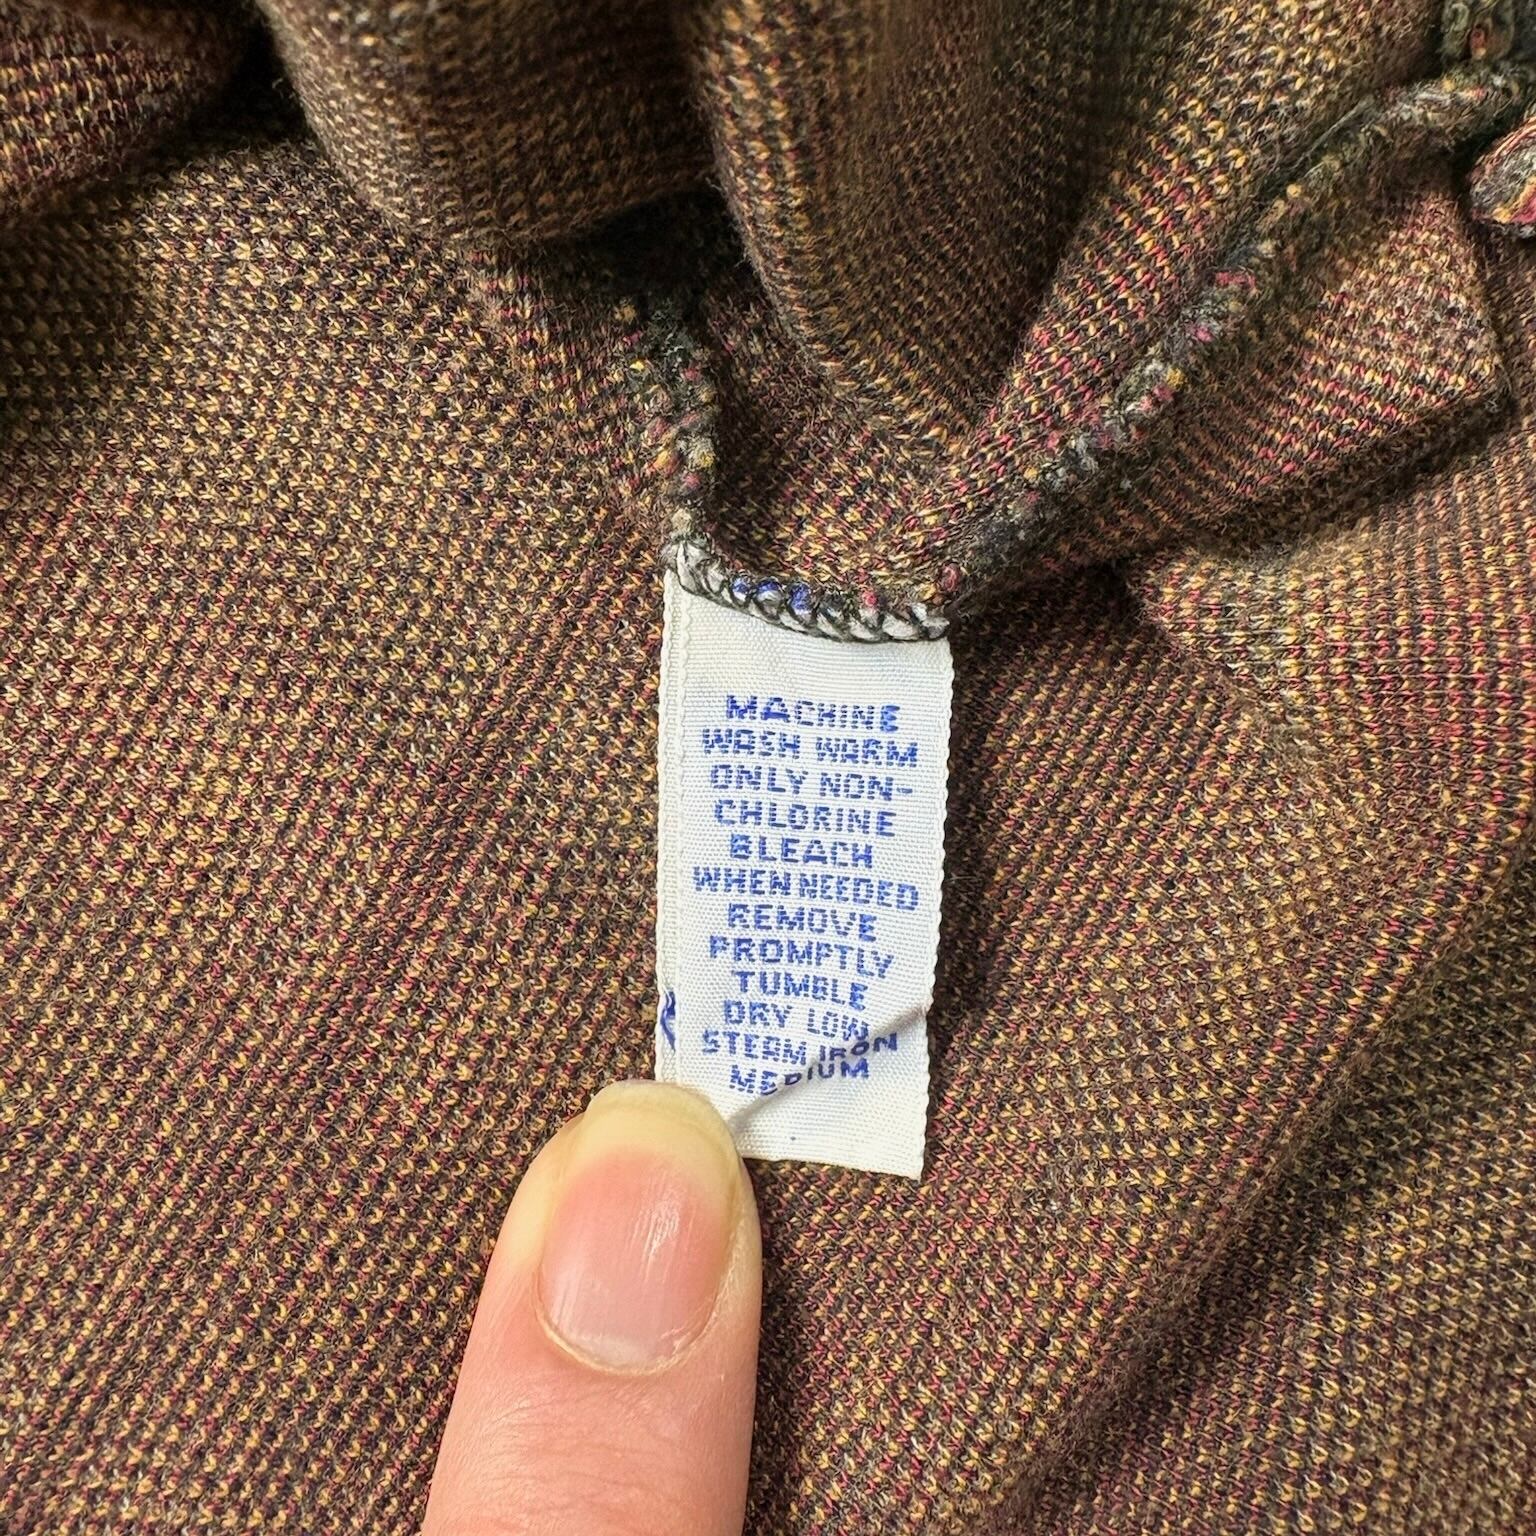 MACHINE
WASH WARM
ONLY NON-
CHLORINE
BLEACH
WHEN NEEDED
REMOVE
PROMPTLY
TUMBLE
DRY LOW
STEAM IRON
MEDIUM